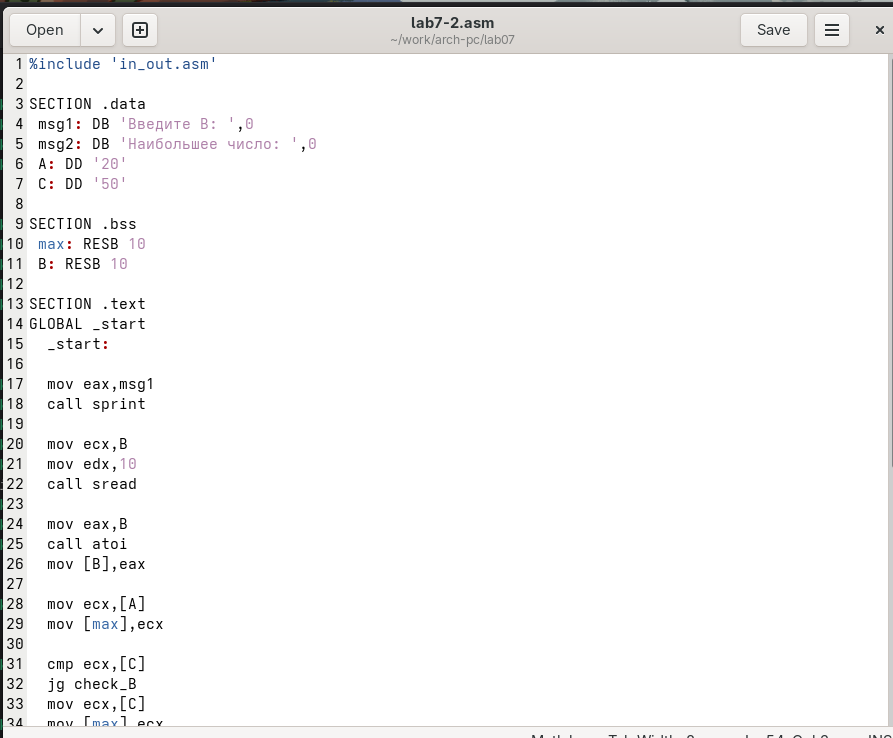 Open
lab7-2.asm
~/work/arch-pc/lab07
Save
1 %include 'in_out.asm'
2
3 SECTION .data
4 msg1: DB 'Введите B: ',0
5 msg2: DB 'Наибольшее число: ',0
6 A: DD '20'
7 C: DD '50'
8
9 SECTION .bss
10 max: RESB 10
11 B: RESB 10
12
13 SECTION .text
14 GLOBAL _start
15 _start:
16
17 mov eax,msg1
18 call sprint
19
20 mov ecx,B
21 mov edx,10
22 call sread
23
24 mov eax,B
25 call atoi
26 mov [B],eax
27
28 mov ecx,[A]
29 mov [max],ecx
30
31 cmp ecx,[C]
32 jg check_B
33 mov ecx,[C]
34 mov [max],ecx